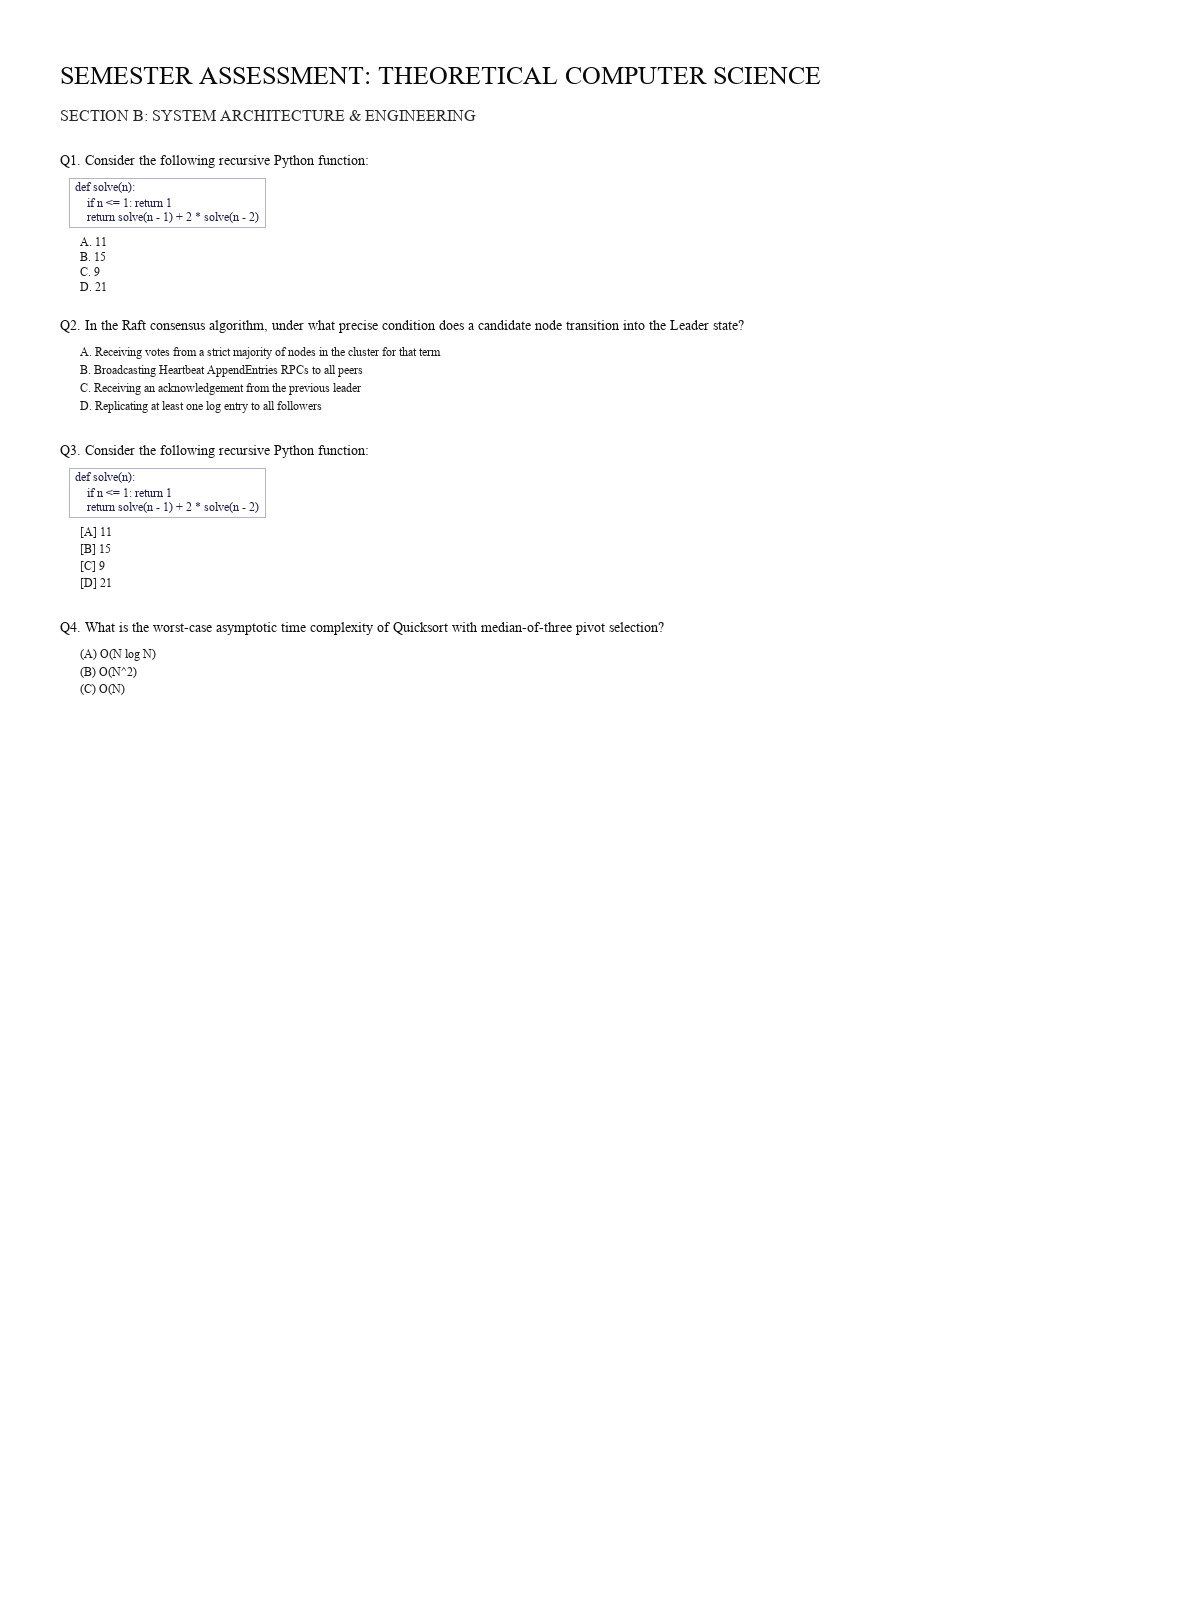 SEMESTER ASSESSMENT: THEORETICAL COMPUTER SCIENCE
SECTION B: SYSTEM ARCHITECTURE & ENGINEERING
Q1. Consider the following recursive Python function:
def solve(n):
    if n <= 1: return 1
    return solve(n - 1) + 2 * solve(n - 2)
A. 11
B. 15
C. 9
D. 21
Q2. In the Raft consensus algorithm, under what precise condition does a candidate node transition into the Leader state?
A. Receiving votes from a strict majority of nodes in the cluster for that term
B. Broadcasting Heartbeat AppendEntries RPCs to all peers
C. Receiving an acknowledgement from the previous leader
D. Replicating at least one log entry to all followers
Q3. Consider the following recursive Python function:
def solve(n):
    if n <= 1: return 1
    return solve(n - 1) + 2 * solve(n - 2)
[A] 11
[B] 15
[C] 9
[D] 21
Q4. What is the worst-case asymptotic time complexity of Quicksort with median-of-three pivot selection?
(A) O(N log N)
(B) O(N^2)
(C) O(N)